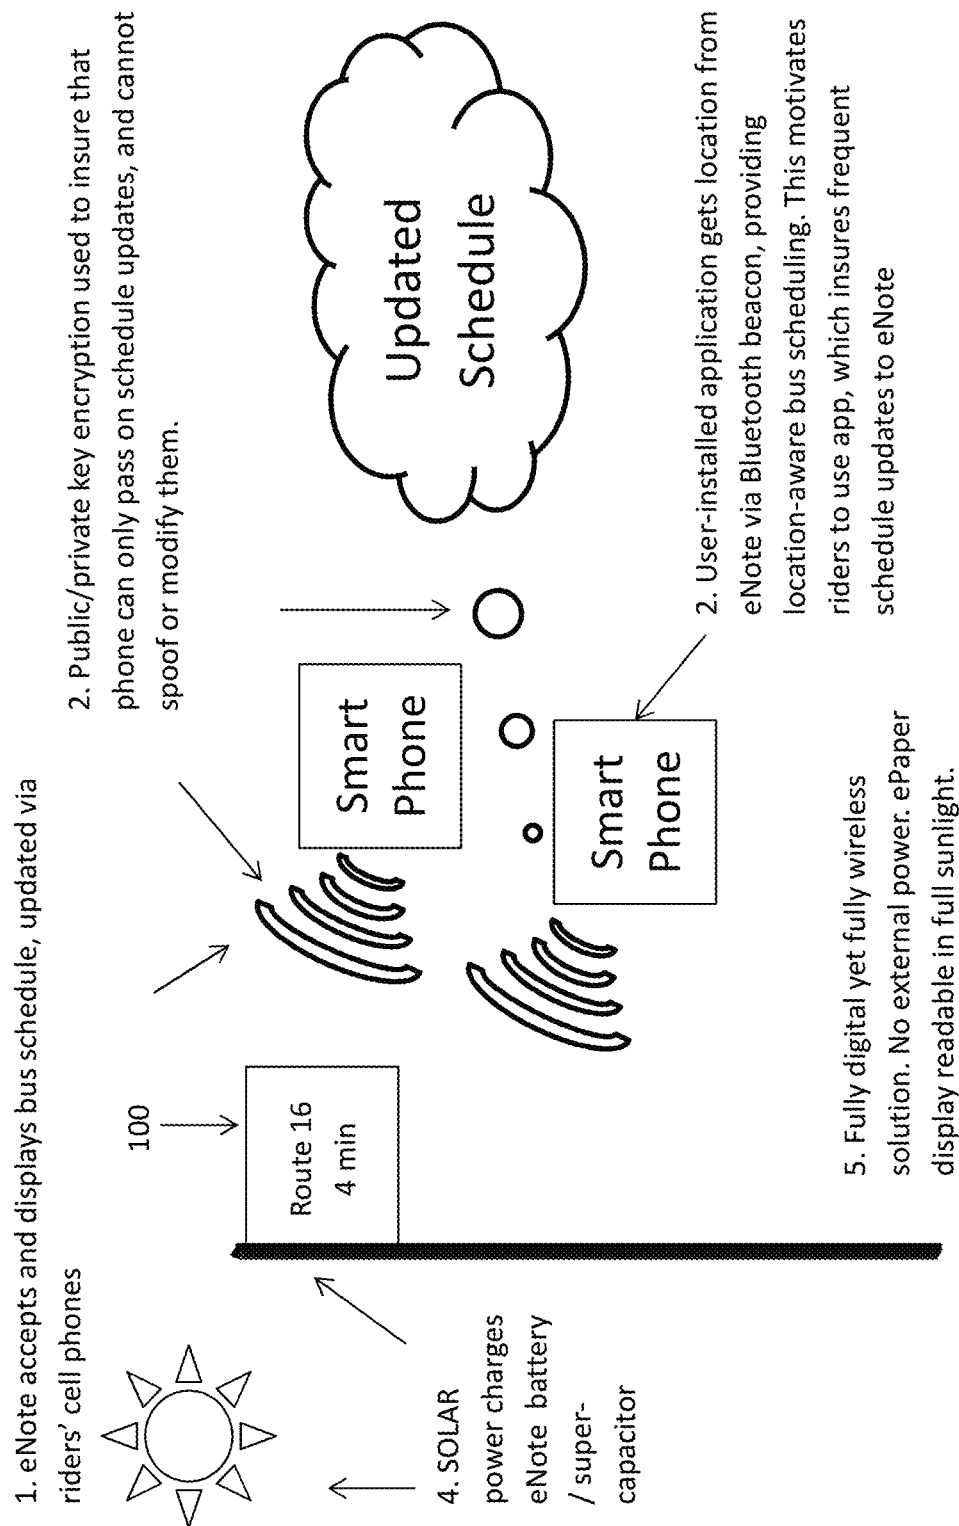 1. eNote accepts and displays bus schedule, updated via
riders’ cell phones
2. Public/private key encryption used to insure that
phone can only pass on schedule updates, and cannot
spoof or modify them.
100
Route 16
4 min
Smart
Phone
Updated
Schedule
Smart
Phone
4. SOLAR
power charges
eNote battery
/ super-
capacitor
2. User-installed application gets location from
eNote via Bluetooth beacon, providing
location-aware bus scheduling. This motivates
riders to use app, which insures frequent
schedule updates to eNote
5. Fully digital yet fully wireless
solution. No external power. ePaper
display readable in full sunlight.